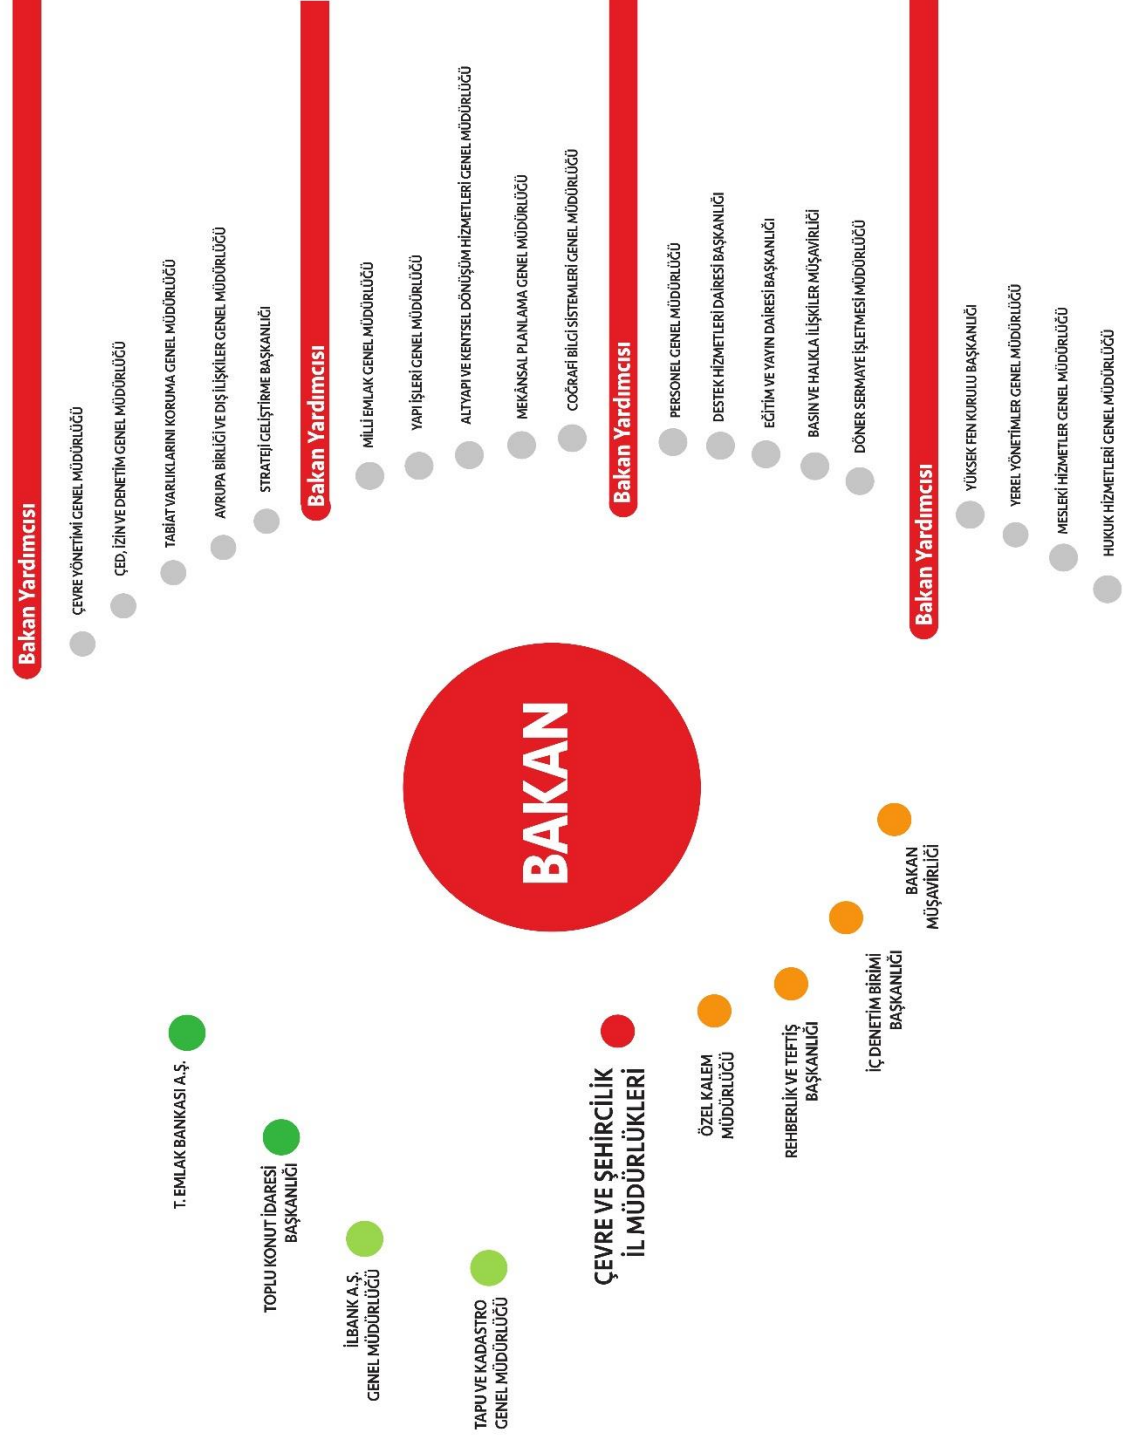 Bakan Yardımcısı
ÇEVRE YÖNETİMİ GENEL MÜDÜRLÜĞÜ
ÇED, İZİN VE DENETİM GENEL MÜDÜRLÜĞÜ
TABİAT VARLIKLARINI KORUMA GENEL MÜDÜRLÜĞÜ
AVRUPA BİRLİĞİ VE DIŞ İLİŞKİLER GENEL MÜDÜRLÜĞÜ
STRATEJİ GELİŞTİRME BAŞKANLIĞI
Bakan Yardımcısı
MİLLİ EMLAK GENEL MÜDÜRLÜĞÜ
YAPI İŞLERİ GENEL MÜDÜRLÜĞÜ
ALTYAPI VE KENTSEL DÖNÜŞÜM HİZMETLERİ GENEL MÜDÜRLÜĞÜ
MEKÂNSAL PLANLAMA GENEL MÜDÜRLÜĞÜ
COĞRAFİ BİLGİ SİSTEMLERİ GENEL MÜDÜRLÜĞÜ
Bakan Yardımcısı
PERSONEL GENEL MÜDÜRLÜĞÜ
DESTEK HİZMETLERİ DAİRESİ BAŞKANLIĞI
EĞİTİM VE YAYIN DAİRESİ BAŞKANLIĞI
BASIN VE HALKLA İLİŞKİLER MÜŞAVİRLİĞİ
DÖNER SERMAYE İŞLETMESİ MÜDÜRLÜĞÜ
Bakan Yardımcısı
YÜKSEK FEN KURULU BAŞKANLIĞI
YEREL YÖNETİMLER GENEL MÜDÜRLÜĞÜ
MESLEKİ HİZMETLER GENEL MÜDÜRLÜĞÜ
HUKUK HİZMETLERİ GENEL MÜDÜRLÜĞÜ
BAKAN
T. EMLAK BANKASI A.Ş.
TOPLU KONUT İDARESİ
BAŞKANLIĞI
İLBANK A.Ş.
GENEL MÜDÜRLÜĞÜ
TAPU VE KADASTRO
GENEL MÜDÜRLÜĞÜ
ÇEVRE VE ŞEHİRCİLİK
İL MÜDÜRLÜKLERİ
ÖZEL KALEM
MÜDÜRLÜĞÜ
REHBERLİK VE TEFTİŞ
BAŞKANLIĞI
İÇ DENETİM BİRİMİ
BAŞKANLIĞI
BAKAN
MÜŞAVİRLİĞİ